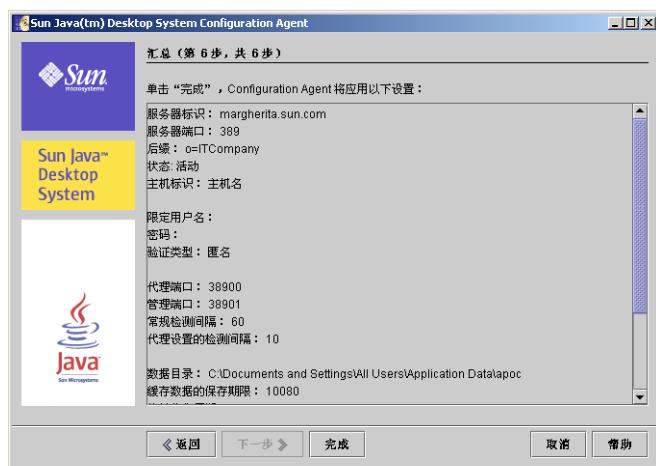 Sun Java(tm) Desktop System Configuration Agent
Sun
microsystems
Sun Java™
Desktop
System
Java
Sun Microsystems
汇总（第 6 步，共 6 步）
单击“完成”，Configuration Agent 将应用以下设置：
服务器标识： margherita.sun.com
服务器端口： 389
后缀： o=ITCompany
状态: 活动
主机标识： 主机名
限定用户名：
密码：
验证类型： 匿名
代理端口： 38900
管理端口： 38901
常规检测间隔： 60
代理设置的检测间隔： 10
数据目录： C:\Documents and Settings\All Users\Application Data\apoc
缓存数据的保存期限： 10080
返回
下一步
完成
取消
帮助